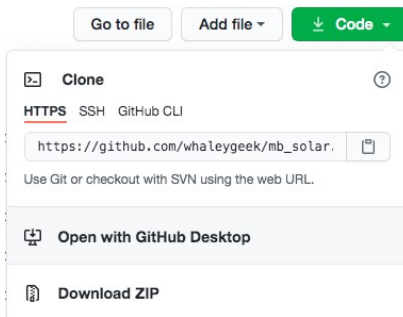 Go to file
Add file
Code
Clone
HTTPS SSH GitHub CLI
https://github.com/whaleygeek/mb_solar.
Use Git or checkout with SVN using the web URL.
Open with GitHub Desktop
Download ZIP